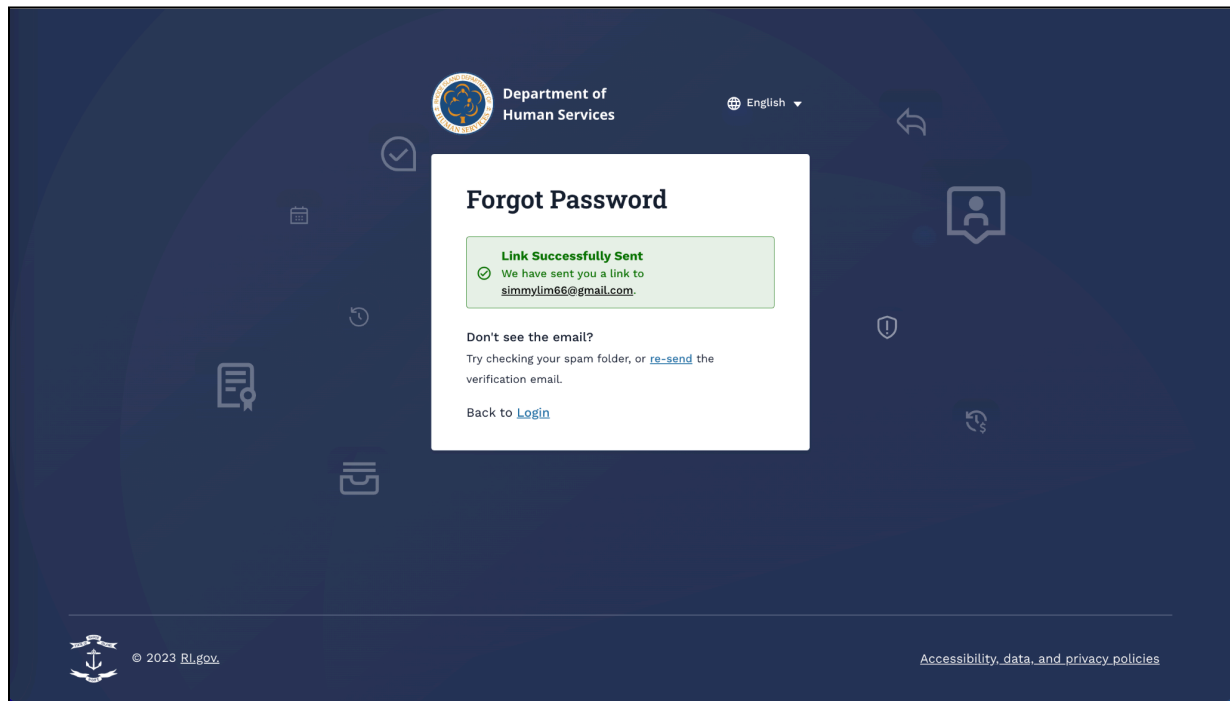 Department of
Human Services
English
Forgot Password
Link Successfully Sent
We have sent you a link to
simmylim66@gmail.com.
Don't see the email?
Try checking your spam folder, or re-send the
verification email.
Back to Login
© 2023 RI.gov.
Accessibility, data, and privacy policies